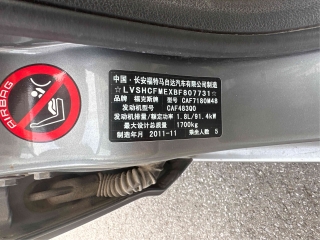 AIRBAG
中国·长安福特马自达汽车有限公司制造
☆LVSHCFMEXBF807731☆
品牌 福克斯牌 型号 CAF7180M48
发动机型号 CAF483Q0
发动机排量/额定功率 1.8L/91.4kW
最大设计总质量 1700kg
制造年月 2011-11 乘坐人数 5